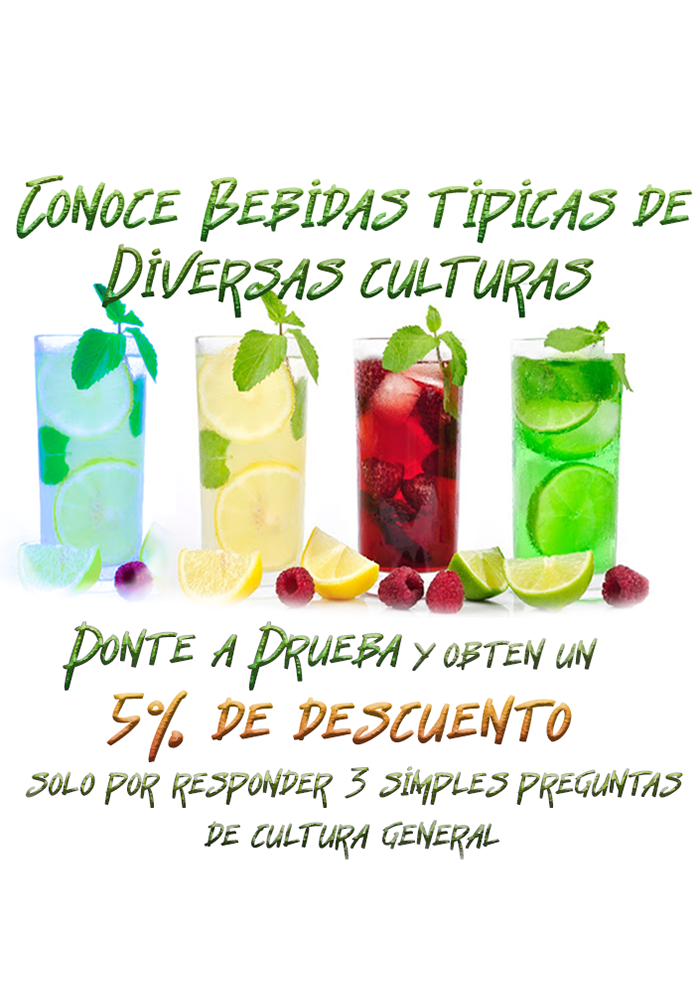 Conoce Bebidas típicas de
Diversas culturas
Ponte a Prueba y obten un
5% de descuento
solo por responder 3 simples preguntas
de cultura general